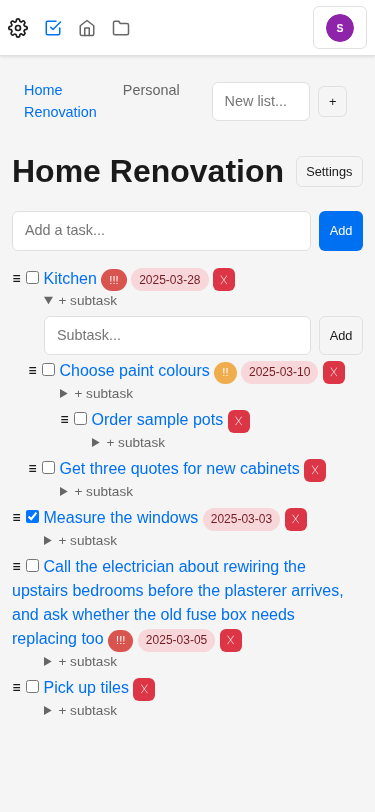 S
Home Renovation
Personal
New list...
+
Home Renovation
Settings
Add a task...
Add
Kitchen !!! 2025-03-28 X
+ subtask
Subtask...
Add
Choose paint colours !! 2025-03-10 X
+ subtask
Order sample pots X
+ subtask
Get three quotes for new cabinets X
+ subtask
Measure the windows 2025-03-03 X
+ subtask
Call the electrician about rewiring the
upstairs bedrooms before the plasterer arrives,
and ask whether the old fuse box needs
replacing too !!! 2025-03-05 X
+ subtask
Pick up tiles X
+ subtask